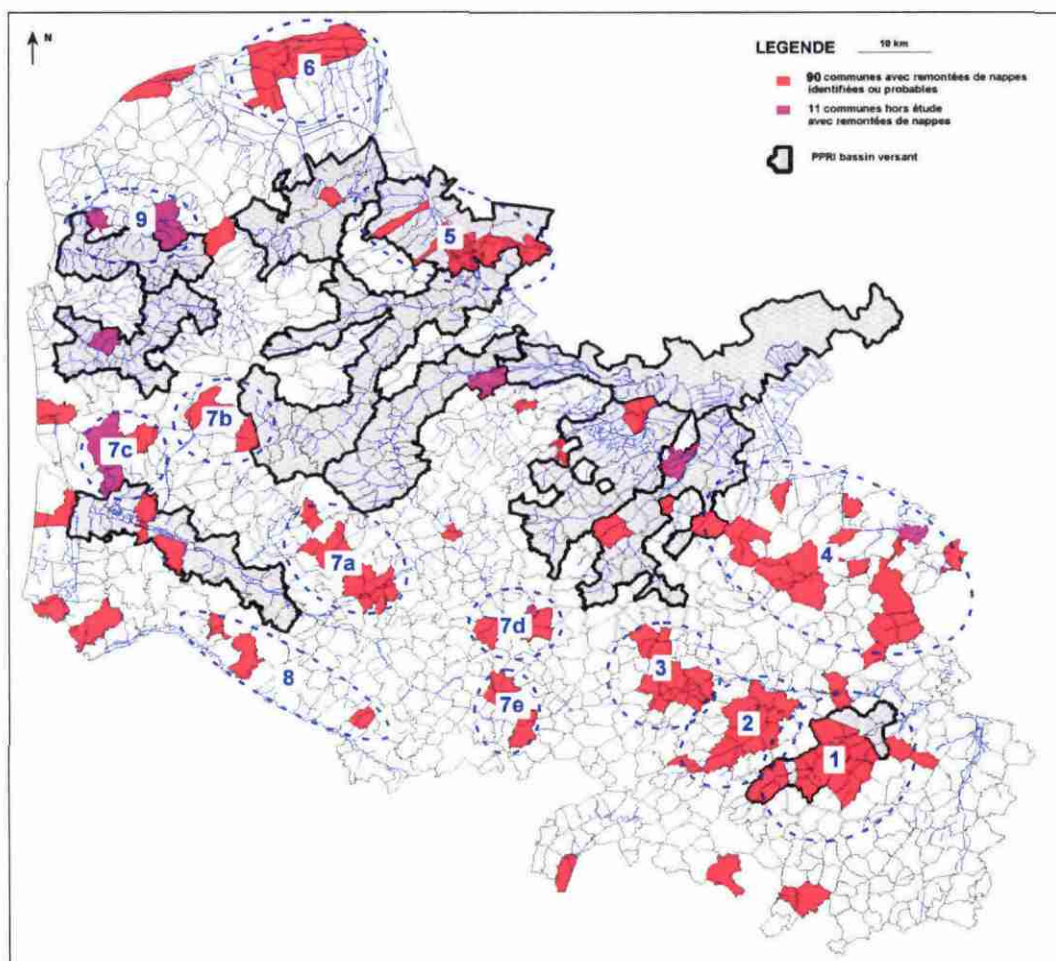 N
LEGENDE
10 km
90 communes avec remontées de nappes
identifiées ou probables
11 communes hors étude
avec remontées de nappes
PPRI bassin versant
6
9
5
7b
7c
4
7a
7d
3
8
7e
2
1